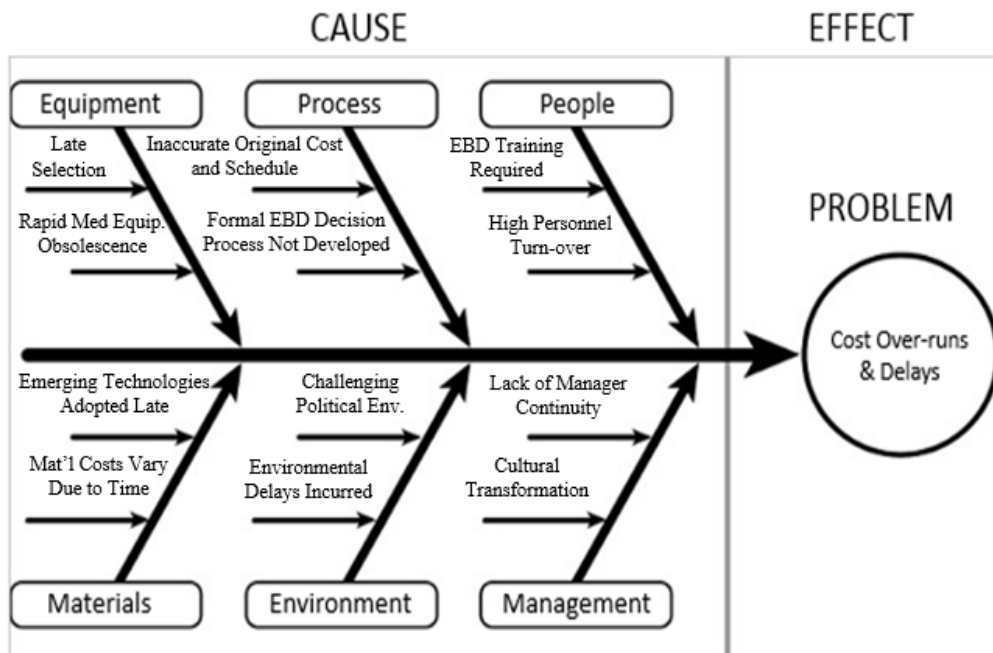 CAUSE
EFFECT
Equipment
Process
People
Late
Selection
Inaccurate Original Cost
and Schedule
EBD Training
Required
Rapid Med Equip.
Obsolescence
Formal EBD Decision
Process Not Developed
High Personnel
Turn-over
PROBLEM
Cost Over-runs
& Delays
Emerging Technologies
Adopted Late
Challenging
Political Env.
Lack of Manager
Continuity
Mat'l Costs Vary
Due to Time
Environmental
Delays Incurred
Cultural
Transformation
Materials
Environment
Management